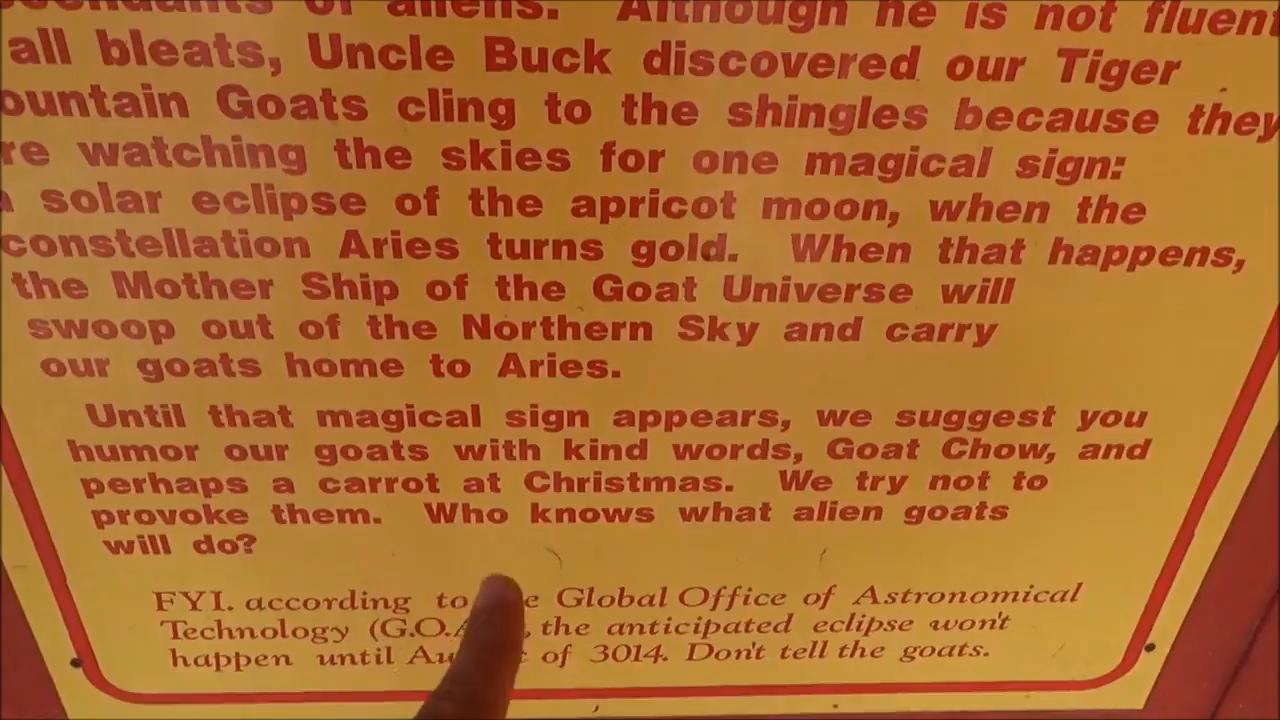 of aliens. Although he is not fluent
all bleats, Uncle Buck discovered our Tiger
ountain Goats cling to the shingles because they
re watching the skies for one magical sign:
solar eclipse of the apricot moon, when the
constellation Aries turns gold. When that happens,
the Mother Ship of the Goat Universe will
swoop out of the Northern Sky and carry
our goats home to Aries.
Until that magical sign appears, we suggest you
humor our goats with kind words, Goat Chow, and
perhaps a carrot at Christmas. We try not to
provoke them. Who knows what alien goats
will do?
FYI. according to e Global Office of Astronomical
Technology (G.O.A the anticipated eclipse won't
happen until Au of 3014. Don't tell the goats.